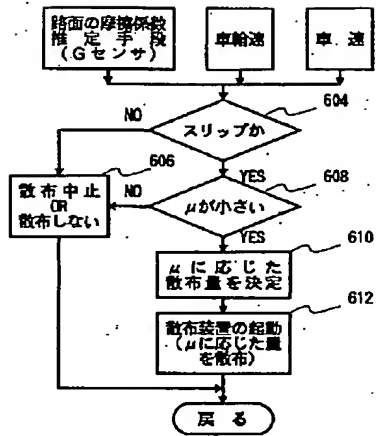 路面の摩擦係数
推定手段
(Gセンサ)
車輪速
車 速
604
スリップか
NO
YES
606
散布中止
OR
散布しない
608
μが小さい
NO
YES
610
μに応じた
散布量を決定
612
散布装置の起動
(μに応じた量
を散布)
戻る